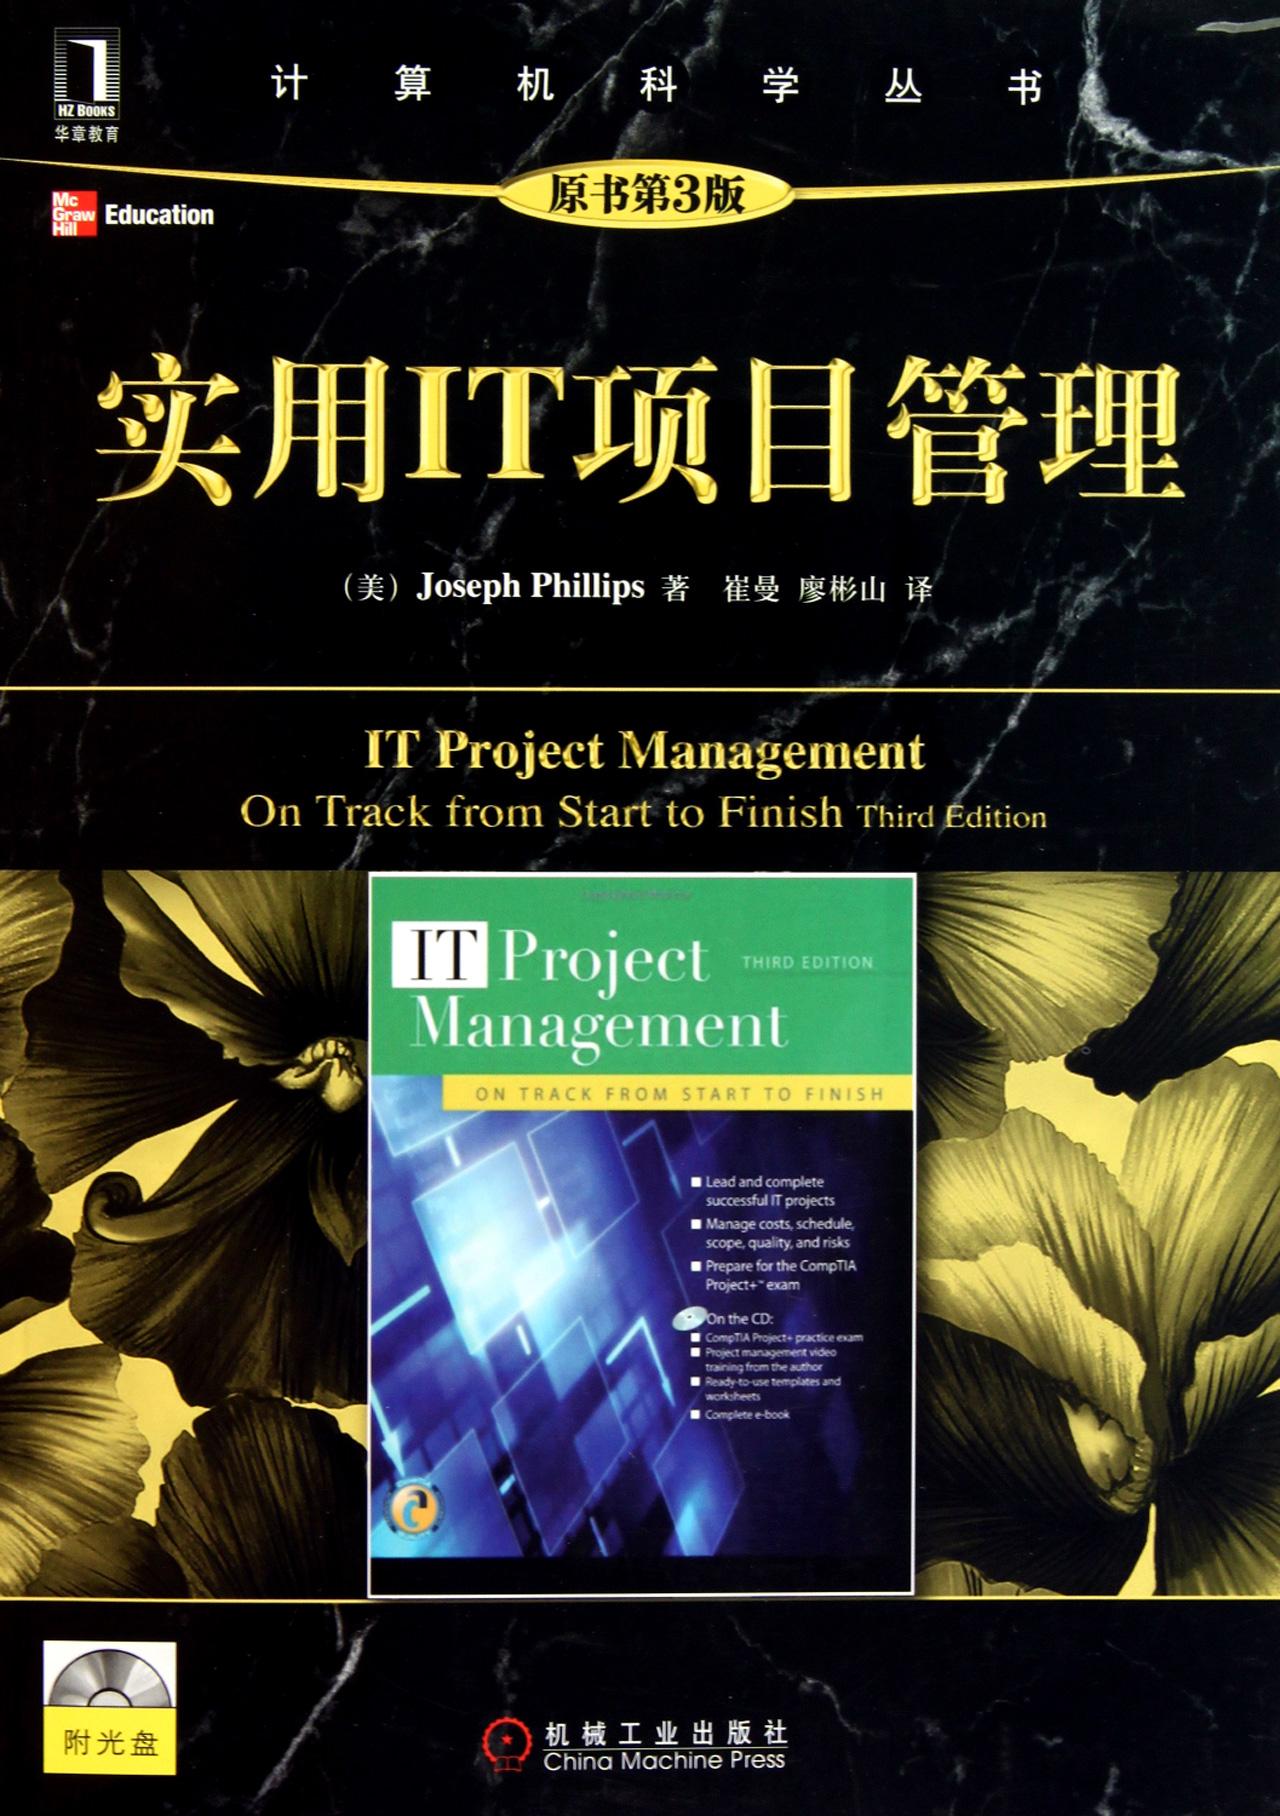 HZ BOOKS
华章教育
计算机科学丛书
原书第3版
Mc
Graw
Hill
Education
实用IT项目管理
（美）Joseph Phillips 著 崔曼 廖彬山 译
IT Project Management
On Track from Start to Finish Third Edition
IT Project THIRD EDITION
Management
ON TRACK FROM START TO FINISH
Lead and complete
successful IT projects
Manage costs, schedule,
scope, quality, and risks
Prepare for the CompTIA
Project+™ exam
On the CD:
CompTIA Project+ practice exam
Project management video
training from the author
Ready-to-use templates and
worksheets
Complete e-book
附光盘
机械工业出版社
China Machine Press